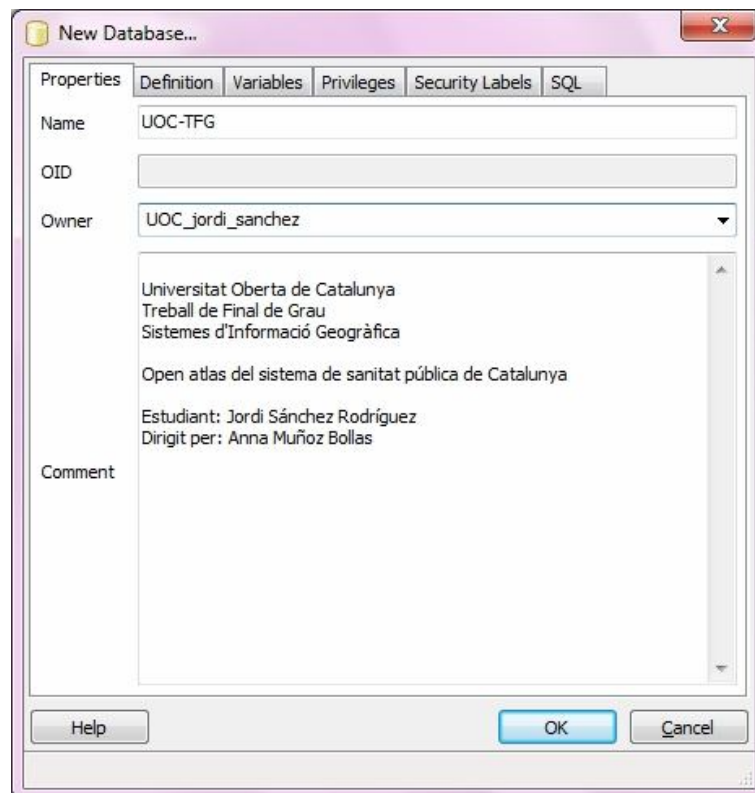 New Database...
Properties Definition Variables Privileges Security Labels SQL
Name UOC-TFG
OID
Owner UOC_jordi_sanchez
Universitat Oberta de Catalunya
Treball de Final de Grau
Sistemes d'Informació Geogràfica
Open atlas del sistema de sanitat pública de Catalunya
Estudiant: Jordi Sánchez Rodríguez
Dirigit per: Anna Muñoz Bollas
Comment
Help OK Cancel